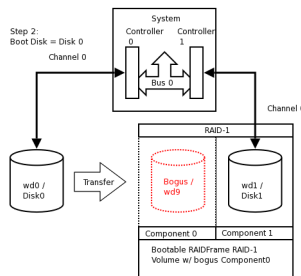 System
Step 2:
Boot Disk = Disk 0
Controller
0
Controller
1
Channel 0
Bus 0
Channel 0
RAID-1
wd0 /
Disk0
Transfer
Bogus /
wd9
wd1 /
Disk1
Component 0
Component 1
Bootable RAIDFrame RAID-1
Volume w/ bogus Component0